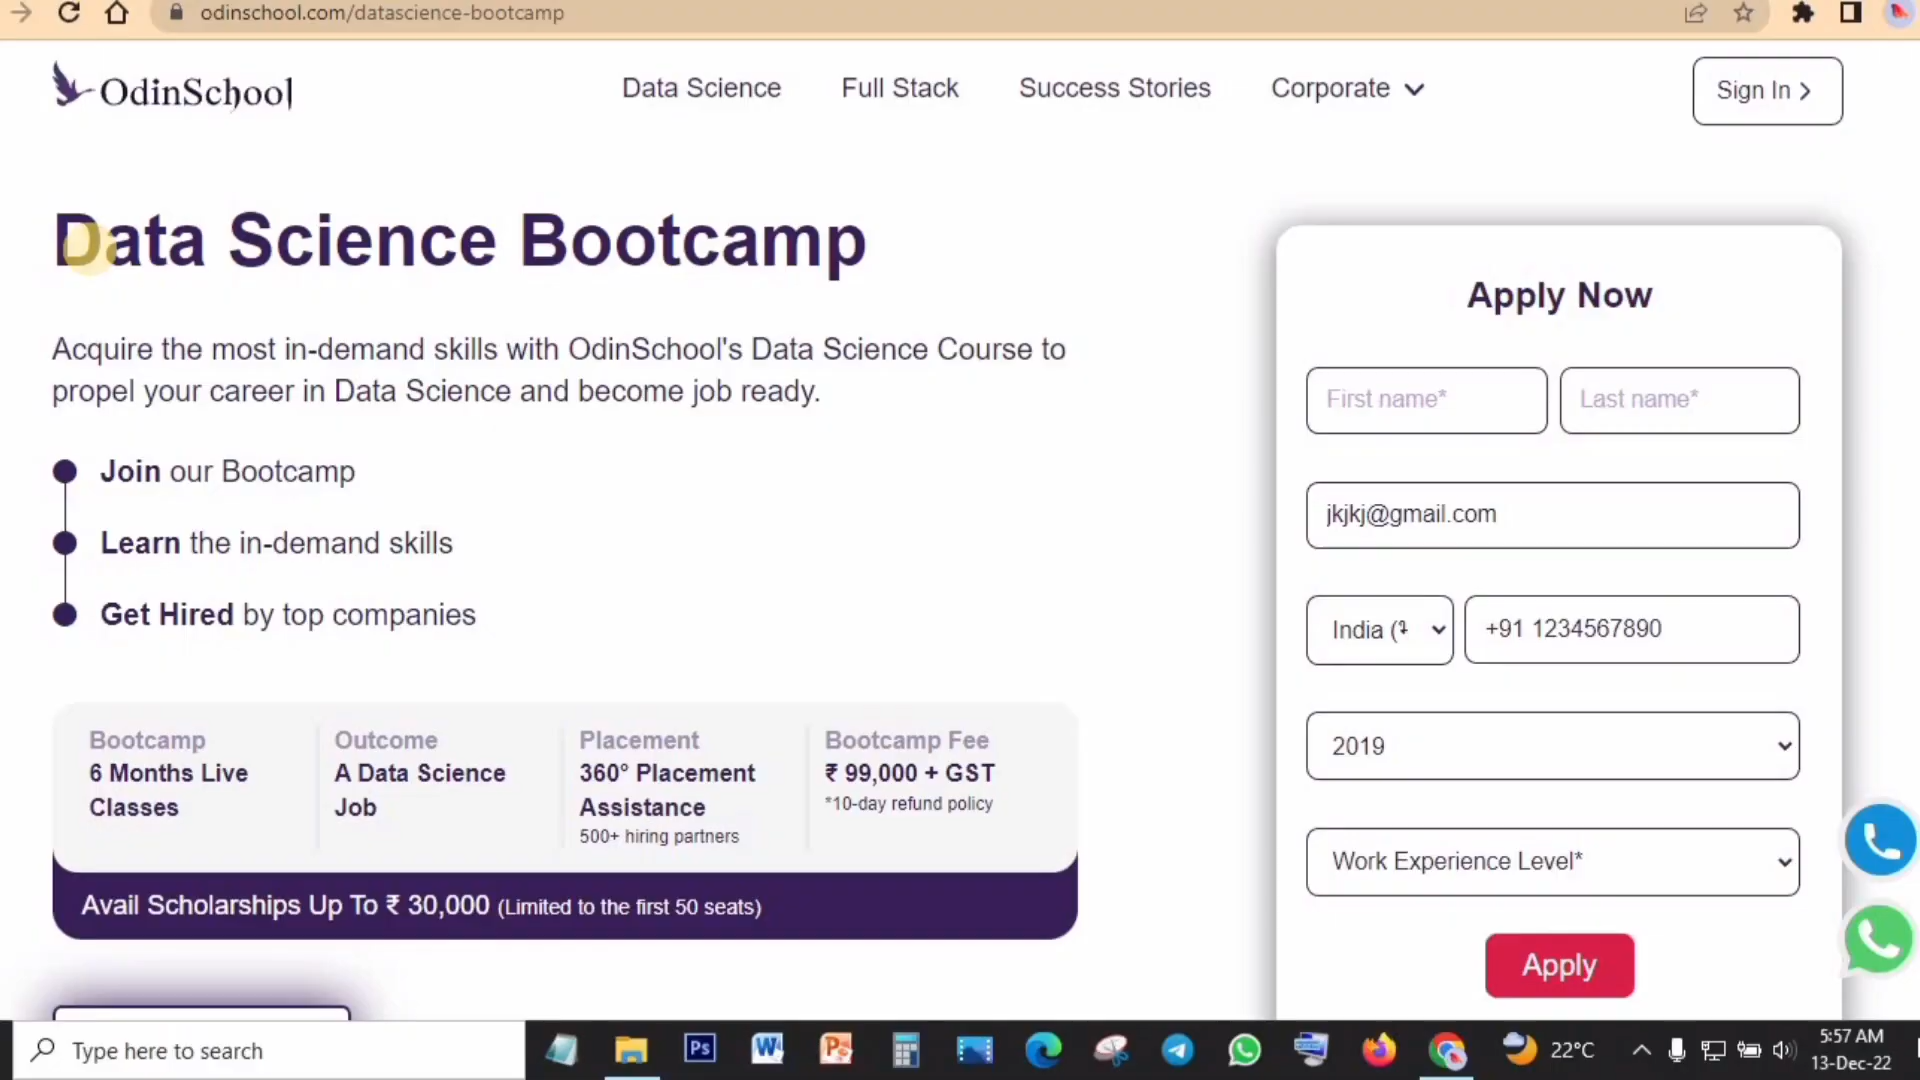 odinschool.com/datascience-bootcamp
OdinSchool
Data Science
Full Stack
Success Stories
Corporate
Sign In
Data Science Bootcamp
Acquire the most in-demand skills with OdinSchool's Data Science Course to
propel your career in Data Science and become job ready.
Join our Bootcamp
Learn the in-demand skills
Get Hired by top companies
Bootcamp
6 Months Live
Classes
Outcome
A Data Science
Job
Placement
360° Placement
Assistance
500+ hiring partners
Bootcamp Fee
₹ 99,000 + GST
*10-day refund policy
Avail Scholarships Up To ₹ 30,000 (Limited to the first 50 seats)
Apply Now
First name*
Last name*
jkjkj@gmail.com
India (
+91 1234567890
2019
Work Experience Level*
Apply
Type here to search
Ps
W
P
22°C
5:57 AM
13-Dec-22